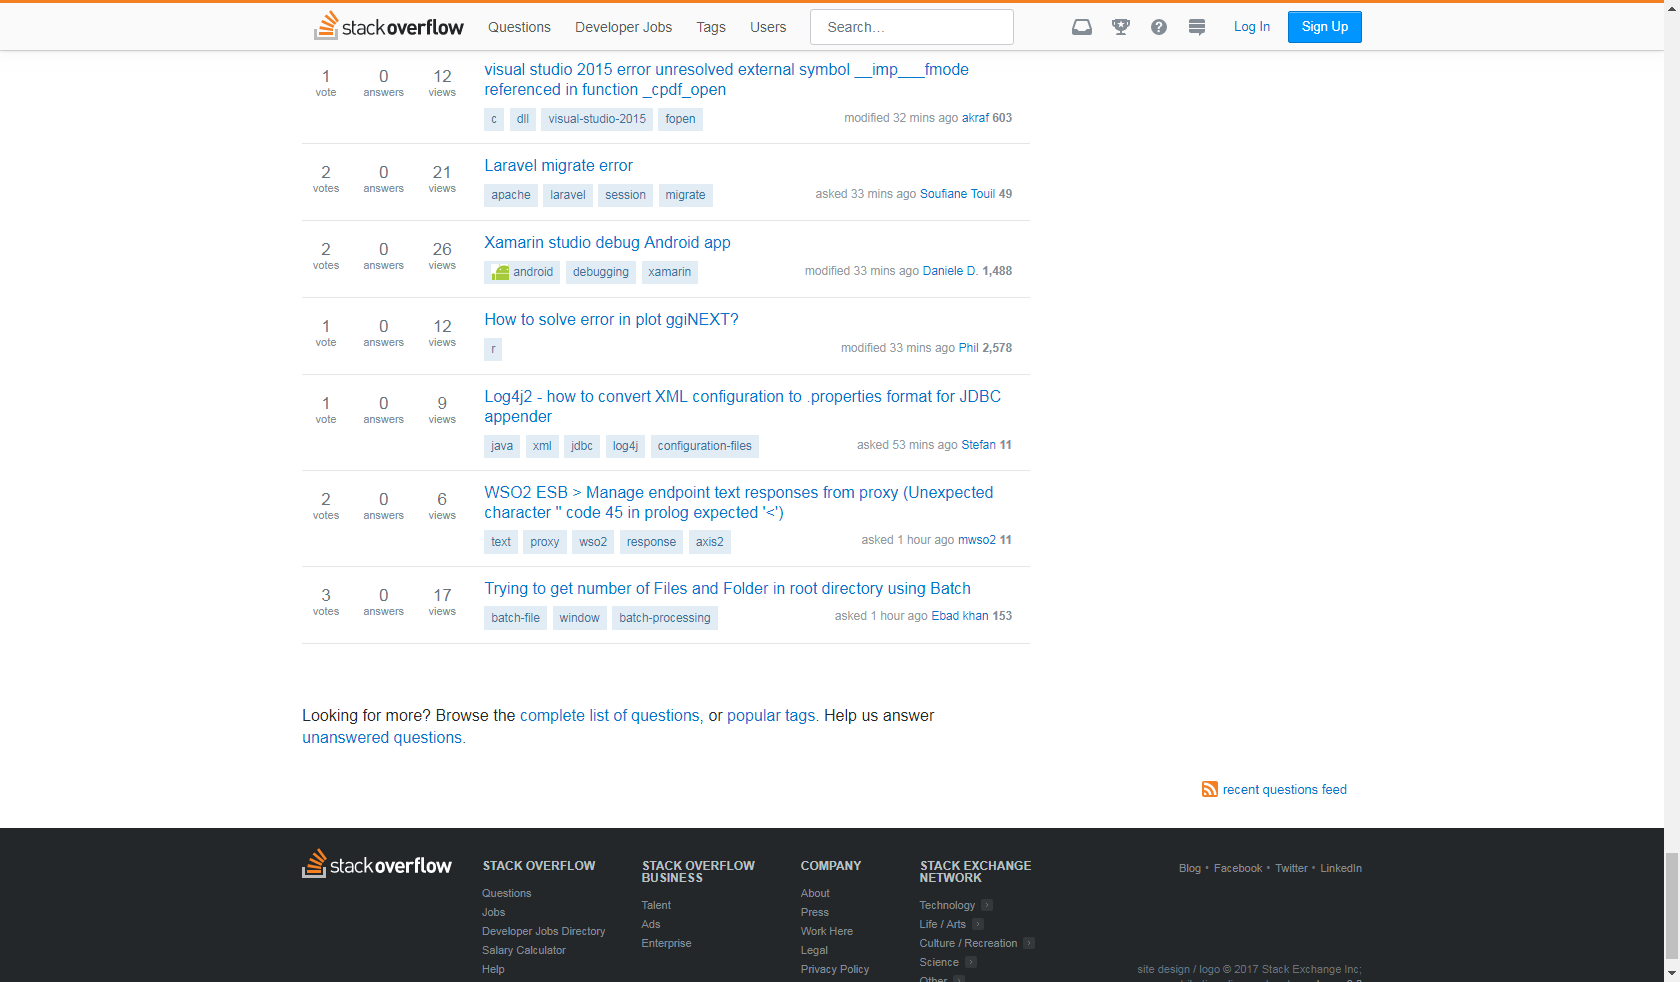 stackoverflow Questions Developer Jobs Tags Users Search... Log In Sign Up
1 vote 0 answers 12 views
visual studio 2015 error unresolved external symbol __imp___fmode
referenced in function _cpdf_open
c dll visual-studio-2015 fopen modified 32 mins ago akraf 603
2 votes 0 answers 21 views
Laravel migrate error
apache laravel session migrate asked 33 mins ago Soufiane Touil 49
2 votes 0 answers 26 views
Xamarin studio debug Android app
android debugging xamarin modified 33 mins ago Daniele D. 1,488
1 vote 0 answers 12 views
How to solve error in plot ggiNEXT?
r modified 33 mins ago Phil 2,578
1 vote 0 answers 9 views
Log4j2 - how to convert XML configuration to .properties format for JDBC
appender
java xml jdbc log4j configuration-files asked 53 mins ago Stefan 11
2 votes 0 answers 6 views
WSO2 ESB > Manage endpoint text responses from proxy (Unexpected
character '' code 45 in prolog expected '<')
text proxy wso2 response axis2 asked 1 hour ago mwso2 11
3 votes 0 answers 17 views
Trying to get number of Files and Folder in root directory using Batch
batch-file window batch-processing asked 1 hour ago Ebad khan 153
Looking for more? Browse the complete list of questions, or popular tags. Help us answer
unanswered questions.
recent questions feed
stackoverflow
STACK OVERFLOW
Questions
Jobs
Developer Jobs Directory
Salary Calculator
Help
STACK OVERFLOW
BUSINESS
Talent
Ads
Enterprise
COMPANY
About
Press
Work Here
Legal
Privacy Policy
STACK EXCHANGE
NETWORK
Technology
Life / Arts
Culture / Recreation
Science
Other
Blog • Facebook • Twitter • LinkedIn
site design / logo © 2017 Stack Exchange Inc;